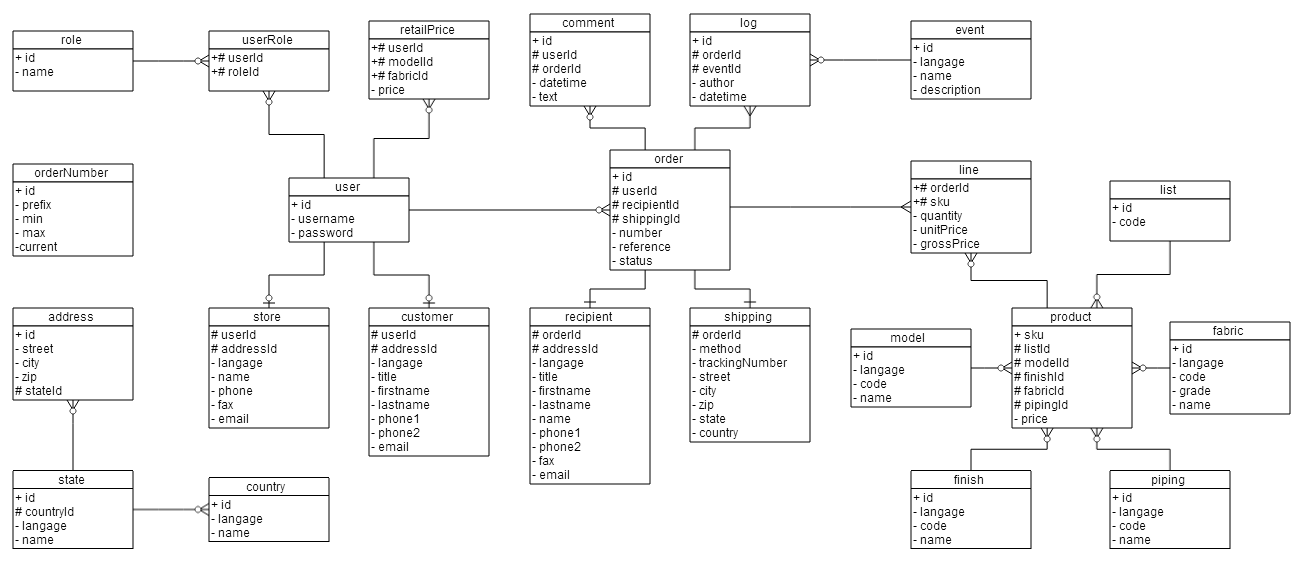 role
+ id
- name
userRole
+# userId
+# roleId
retailPrice
+# userId
+# modelId
+# fabricId
- price
comment
+ id
# userId
# orderId
- datetime
- text
log
+ id
# orderId
# eventId
- author
- datetime
event
+ id
- langage
- name
- description
orderNumber
+ id
- prefix
- min
- max
-current
user
+ id
- username
- password
order
+ id
# userId
# recipientId
# shippingId
- number
- reference
- status
line
+# orderId
+# sku
- quantity
- unitPrice
- grossPrice
list
+ id
- code
address
+ id
- street
- city
- zip
# stateId
store
# userId
# addressId
- langage
- name
- phone
- fax
- email
customer
# userId
# addressId
- langage
- title
- firstname
- lastname
- phone1
- phone2
- email
recipient
# orderId
# addressId
- langage
- title
- firstname
- lastname
- name
- phone1
- phone2
- fax
- email
shipping
# orderId
- method
- trackingNumber
- street
- city
- zip
- state
- country
model
+ id
- langage
- code
- name
product
+ sku
# listId
# modelId
# finishId
# fabricId
# pipingId
- price
fabric
+ id
- langage
- code
- grade
- name
state
+ id
# countryId
- langage
- name
country
+ id
- langage
- name
finish
+ id
- langage
- code
- name
piping
+ id
- langage
- code
- name